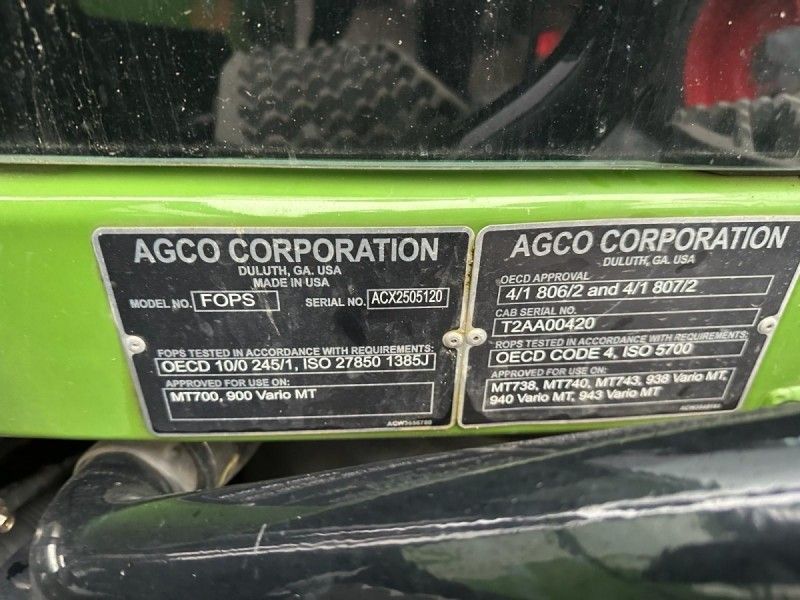 AGCO CORPORATION
DULUTH, GA. USA
MADE IN USA
MODEL NO. FOPS SERIAL NO. ACX2505120
FOPS TESTED IN ACCORDANCE WITH REQUIREMENTS:
OECD 10/0 245/1, ISO 27850 1385J
APPROVED FOR USE ON:
MT700, 900 Vario MT
AGCO CORPORATION
DULUTH, GA. USA
OECD APPROVAL
4/1 806/2 and 4/1 807/2
CAB SERIAL NO.
T2AA00420
ROPS TESTED IN ACCORDANCE WITH REQUIREMENTS:
OECD CODE 4, ISO 5700
APPROVED FOR USE ON:
MT738, MT740, MT743, 938 Vario MT,
940 Vario MT, 943 Vario MT